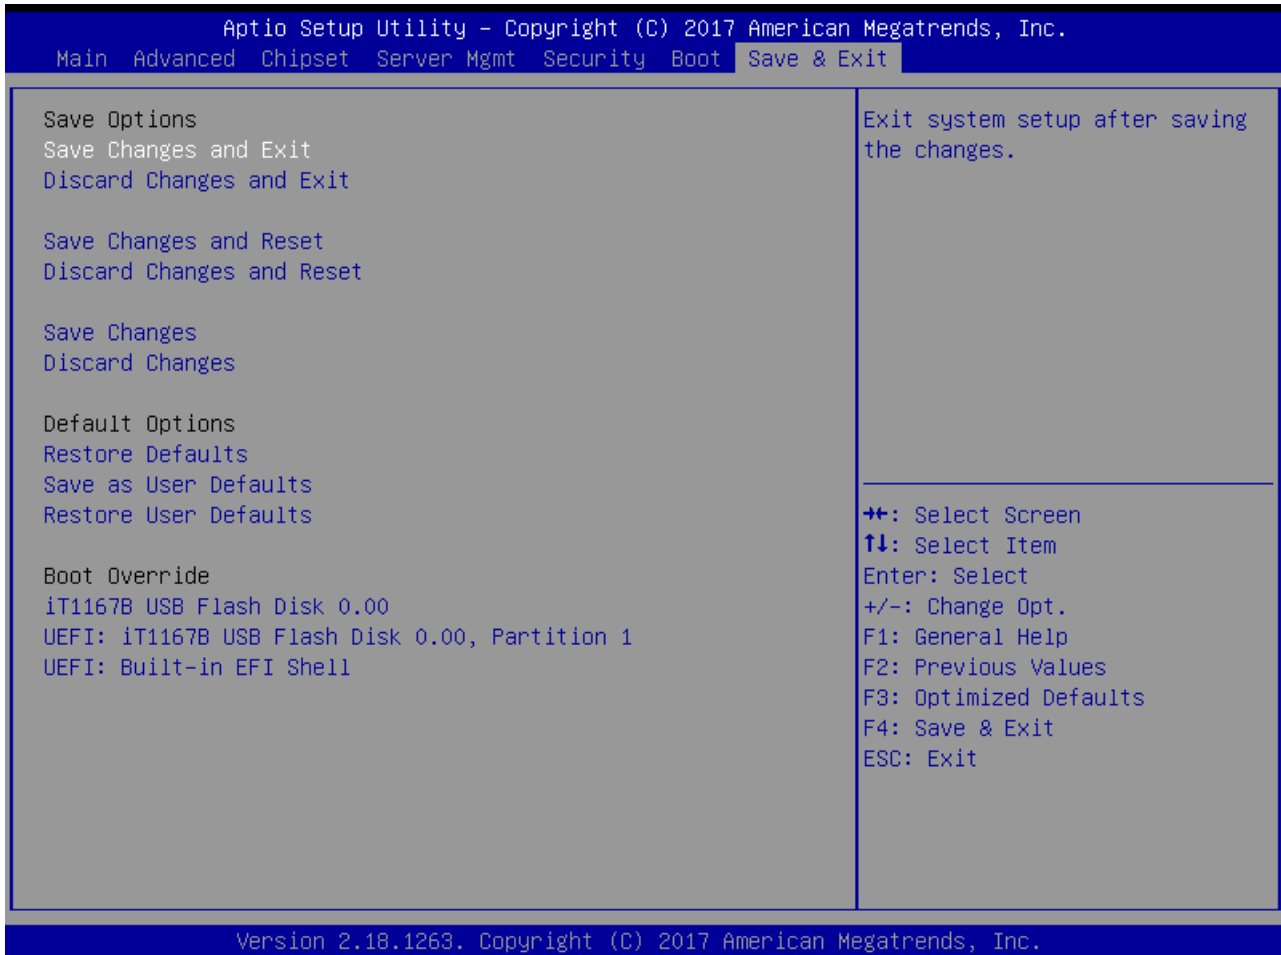 Aptio Setup Utility – Copyright (C) 2017 American Megatrends, Inc.
Main Advanced Chipset Server Mgmt Security Boot Save & Exit
Save Options
Save Changes and Exit
Discard Changes and Exit
Save Changes and Reset
Discard Changes and Reset
Save Changes
Discard Changes
Default Options
Restore Defaults
Save as User Defaults
Restore User Defaults
Boot Override
iT1167B USB Flash Disk 0.00
UEFI: iT1167B USB Flash Disk 0.00, Partition 1
UEFI: Built-in EFI Shell
Exit system setup after saving
the changes.
→←: Select Screen
↑↓: Select Item
Enter: Select
+/-: Change Opt.
F1: General Help
F2: Previous Values
F3: Optimized Defaults
F4: Save & Exit
ESC: Exit
Version 2.18.1263. Copyright (C) 2017 American Megatrends, Inc.